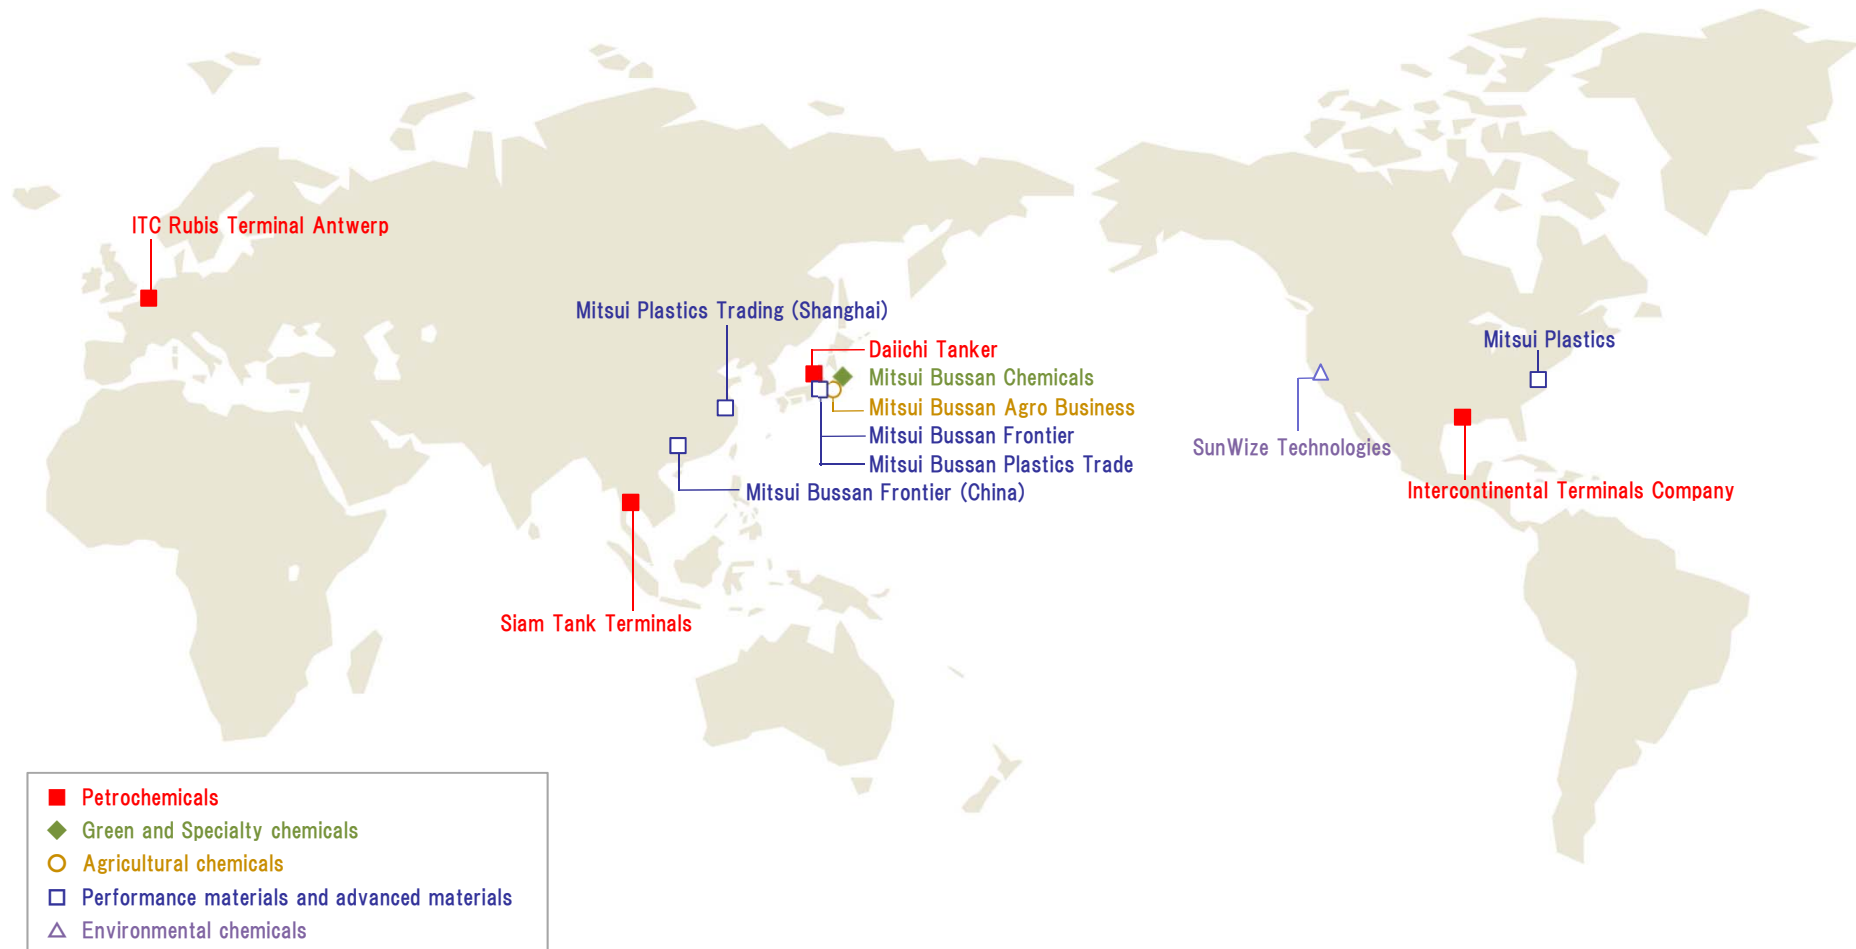 ITC Rubis Terminal Antwerp
Mitsui Plastics Trading (Shanghai)
Daiichi Tanker
Mitsui Bussan Chemicals
Mitsui Bussan Agro Business
Mitsui Bussan Frontier
Mitsui Bussan Plastics Trade
Mitsui Bussan Frontier (China)
Siam Tank Terminals
Mitsui Plastics
SunWize Technologies
Intercontinental Terminals Company
Petrochemicals
Green and Specialty chemicals
Agricultural chemicals
Performance materials and advanced materials
Environmental chemicals